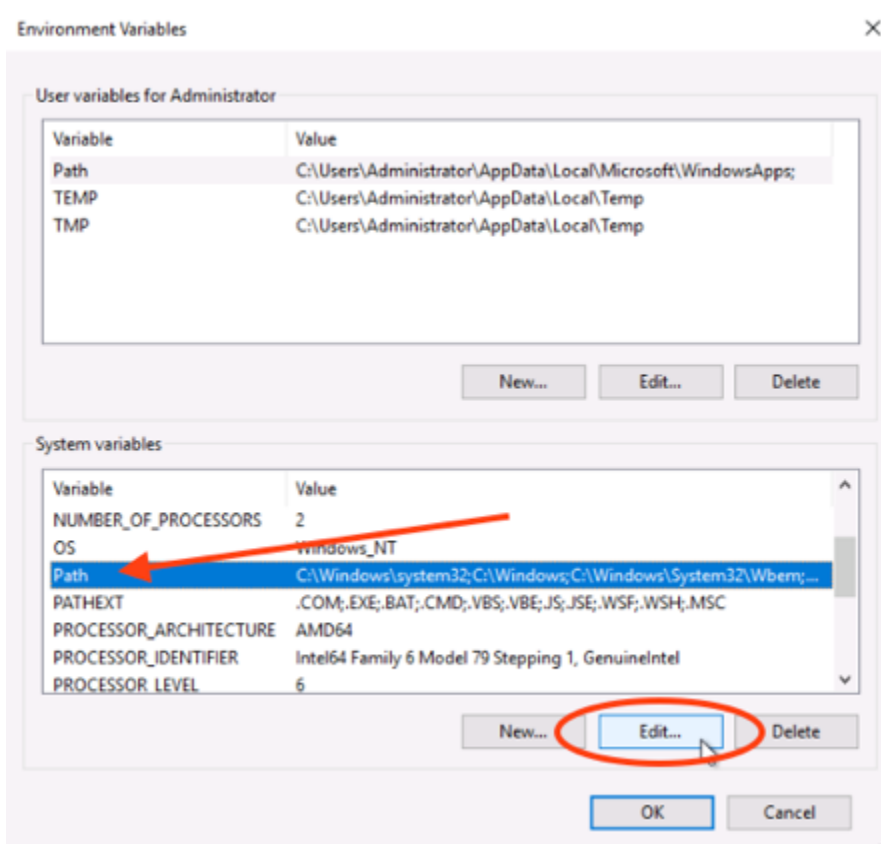 Environment Variables
User variables for Administrator
Variable Value
Path C:\Users\Administrator\AppData\Local\Microsoft\WindowsApps;
TEMP C:\Users\Administrator\AppData\Local\Temp
TMP C:\Users\Administrator\AppData\Local\Temp
New... Edit... Delete
System variables
Variable Value
NUMBER_OF_PROCESSORS 2
OS Windows_NT
Path C:\Windows\system32;C:\Windows;C:\Windows\System32\Wbem;...
PATHEXT .COM;.EXE;.BAT;.CMD;.VBS;.VBE;.JS;.JSE;.WSF;.WSH;.MSC
PROCESSOR_ARCHITECTURE AMD64
PROCESSOR_IDENTIFIER Intel64 Family 6 Model 79 Stepping 1, GenuineIntel
PROCESSOR_LEVEL 6
New... Edit... Delete
OK Cancel